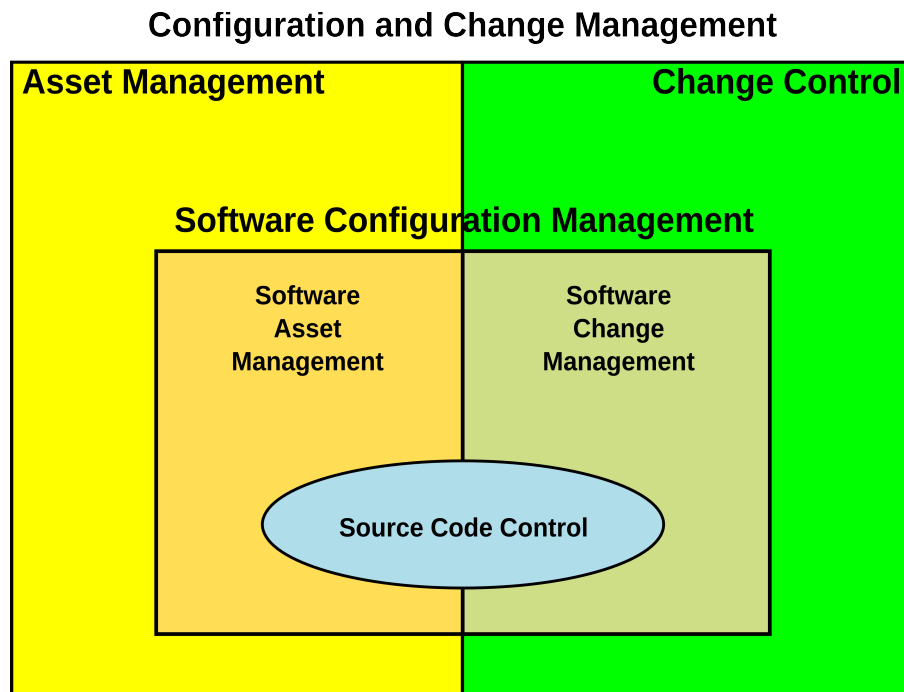 Configuration and Change Management
Asset Management
Change Control
Software Configuration Management
Software
Asset
Management
Software
Change
Management
Source Code Control